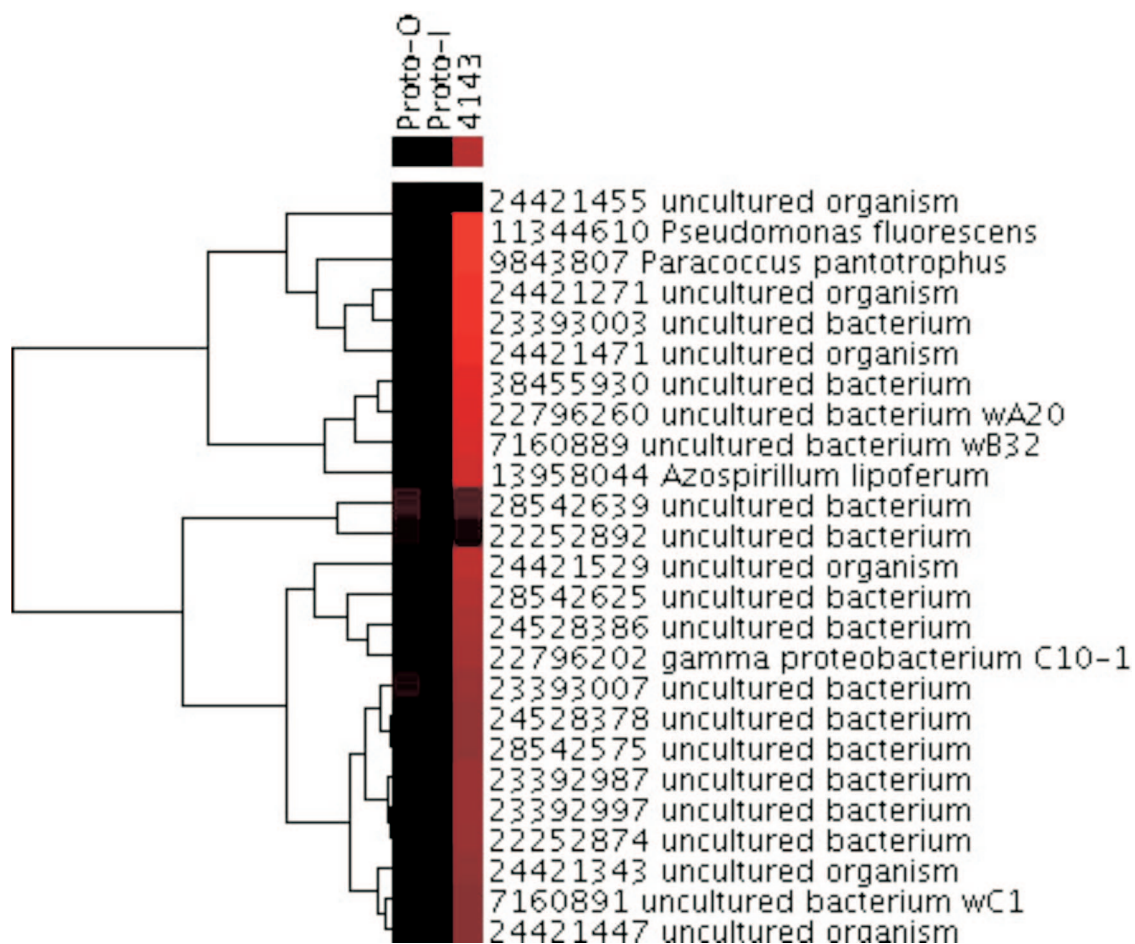 Proto-O
Proto-I
4143
24421455 uncultured organism
11344610 Pseudomonas fluorescens
9843807 Paracoccus pantotrophus
24421271 uncultured organism
23393003 uncultured bacterium
24421471 uncultured organism
38455930 uncultured bacterium
22796260 uncultured bacterium wA20
7160889 uncultured bacterium wB32
13958044 Azospirillum lipoferum
28542639 uncultured bacterium
22252892 uncultured bacterium
24421529 uncultured organism
28542625 uncultured bacterium
24528386 uncultured bacterium
22796202 gamma proteobacterium C10-1
23393007 uncultured bacterium
24528378 uncultured bacterium
28542575 uncultured bacterium
23392987 uncultured bacterium
23392997 uncultured bacterium
22252874 uncultured bacterium
24421343 uncultured organism
7160891 uncultured bacterium wC1
24421447 uncultured organism